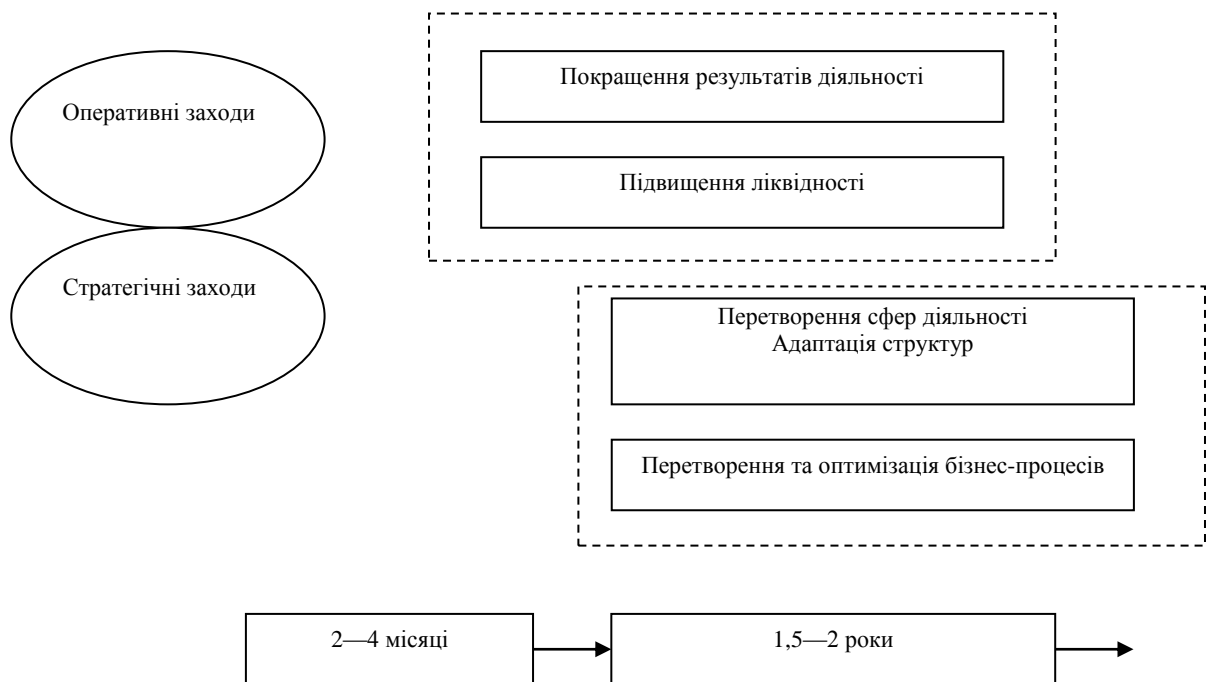 Оперативні заходи
Покращення результатів діяльності
Підвищення ліквідності
Стратегічні заходи
Перетворення сфер діяльності
Адаптація структур
Перетворення та оптимізація бізнес-процесів
2—4 місяці
1,5—2 роки